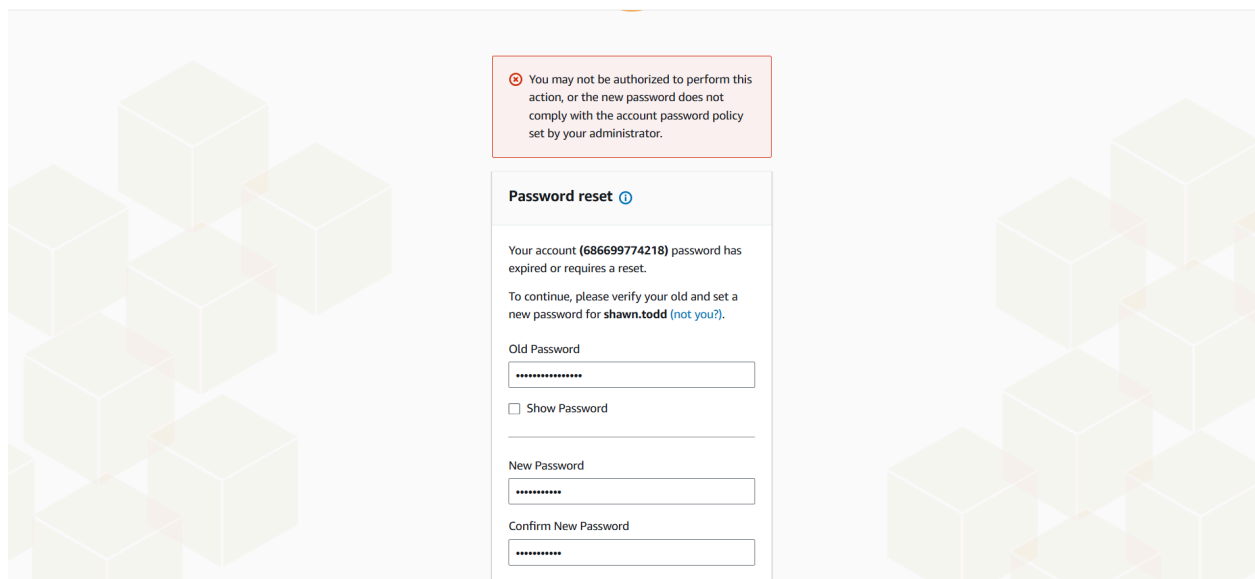 You may not be authorized to perform this
action, or the new password does not
comply with the account password policy
set by your administrator.
Password reset
Your account (686699774218) password has
expired or requires a reset.
To continue, please verify your old and set a
new password for shawn.todd (not you?).
Old Password
••••••••••••••••
Show Password
New Password
•••••••••••
Confirm New Password
•••••••••••